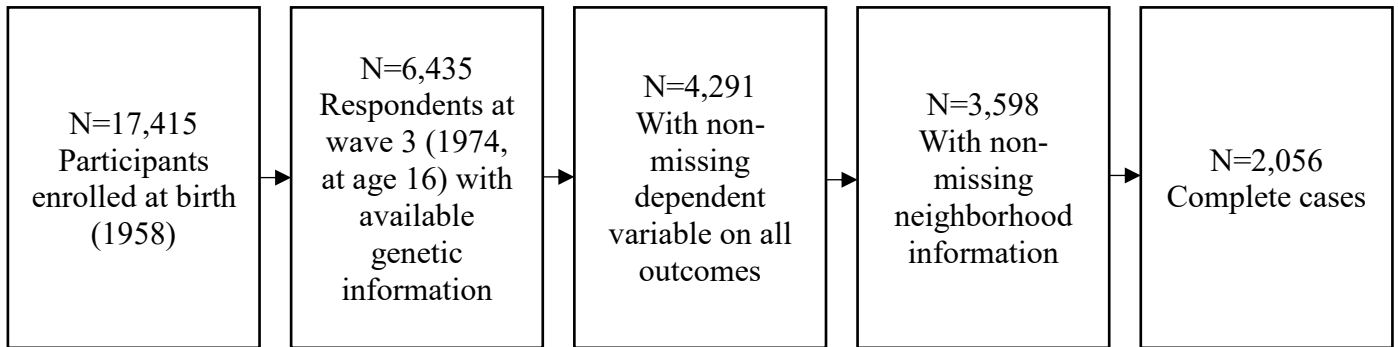 N=17,415
Participants
enrolled at birth
(1958)
N=6,435
Respondents at
wave 3 (1974,
at age 16) with
available
genetic
information
N=4,291
With non-
missing
dependent
variable on all
outcomes
N=3,598
With non-
missing
neighborhood
information
N=2,056
Complete cases